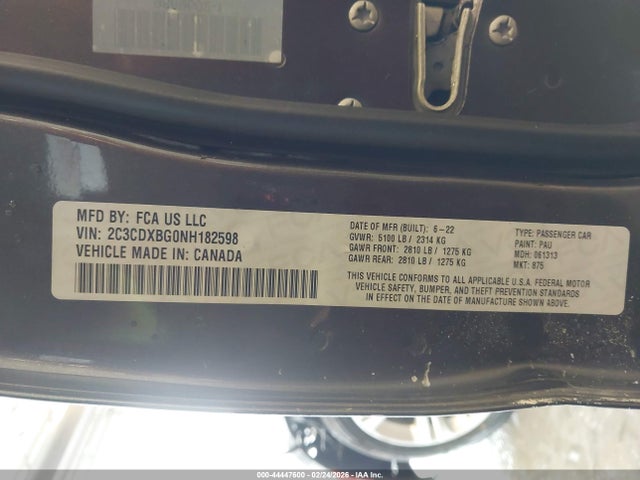 MFD BY: FCA US LLC
VIN: 2C3CDXBG0NH182598
VEHICLE MADE IN: CANADA
DATE OF MFR (BUILT): 6-22
GVWR: 5100 LB / 2314 KG
GAWR FRONT: 2810 LB / 1275 KG
GAWR REAR: 2810 LB / 1275 KG
TYPE: PASSENGER CAR
PAINT: PAU
MDH: 061313
MKT: 875
THIS VEHICLE CONFORMS TO ALL APPLICABLE U.S.A. FEDERAL MOTOR
VEHICLE SAFETY, BUMPER, AND THEFT PREVENTION STANDARDS
IN EFFECT ON THE DATE OF MANUFACTURE SHOWN ABOVE.
000-44447600 - 02/24/2026 - IAAI.COM